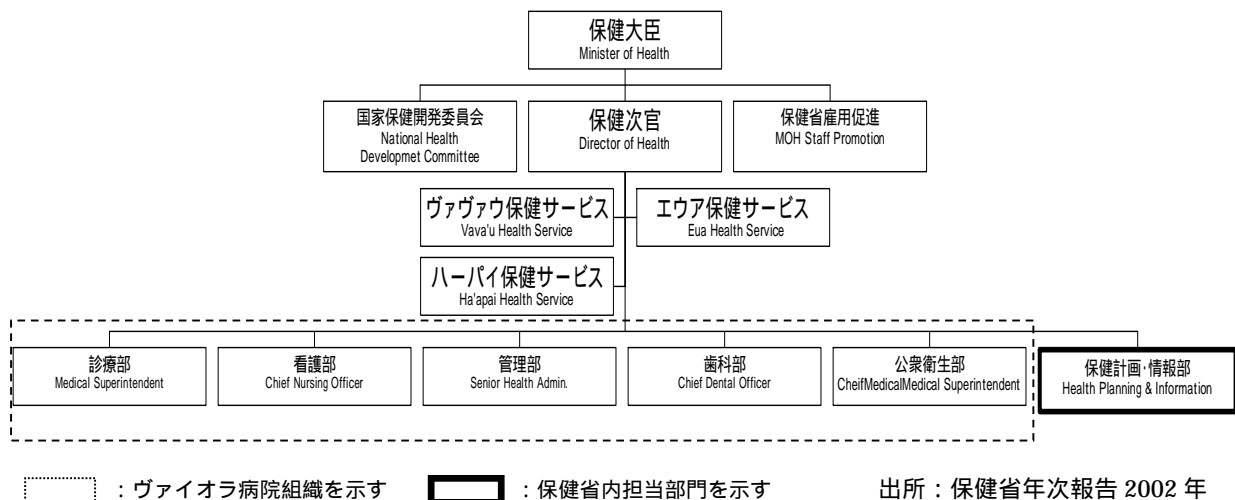 保健大臣
Minister of Health
国家保健開発委員会
National Health
Developmet Committee
保健次官
Director of Health
保健省雇用促進
MOH Staff Promotion
ヴァヴァウ保健サービス
Vava'u Health Service
エウア保健サービス
Eua Health Service
ハーパイ保健サービス
Ha'apai Health Service
診療部
Medical Superintendent
看護部
Chief Nursing Officer
管理部
Senior Health Admin.
歯科部
Chief Dental Officer
公衆衛生部
CheifMedicalMedical Superintendent
保健計画・情報部
Health Planning & Information
：ヴァイオラ病院組織を示す
：保健省内担当部門を示す
出所：保健省年次報告 2002 年